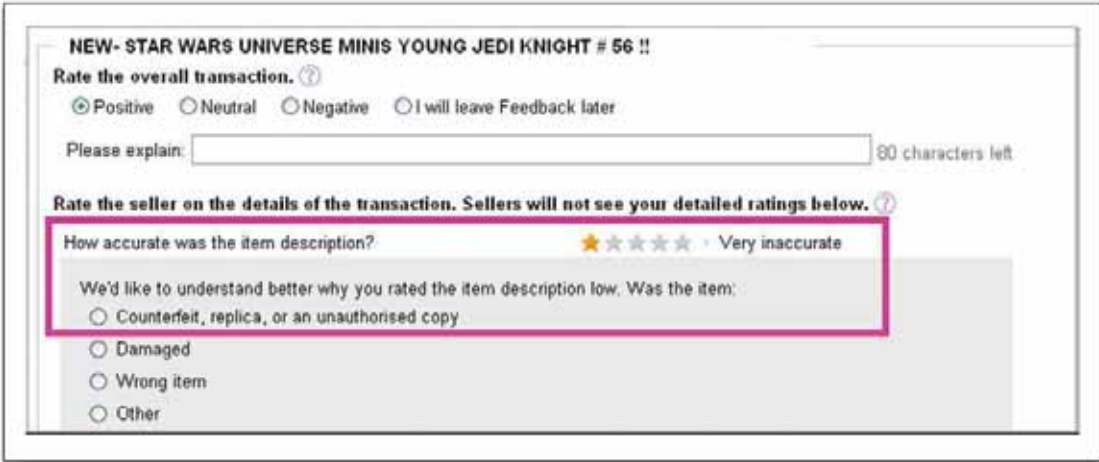 NEW- STAR WARS UNIVERSE MINIS YOUNG JEDI KNIGHT # 56 !!
Rate the overall transaction. ?
Positive Neutral Negative I will leave Feedback later
Please explain: 80 characters left
Rate the seller on the details of the transaction. Sellers will not see your detailed ratings below. ?
How accurate was the item description? Very inaccurate
We'd like to understand better why you rated the item description low. Was the item:
Counterfeit, replica, or an unauthorised copy
Damaged
Wrong item
Other